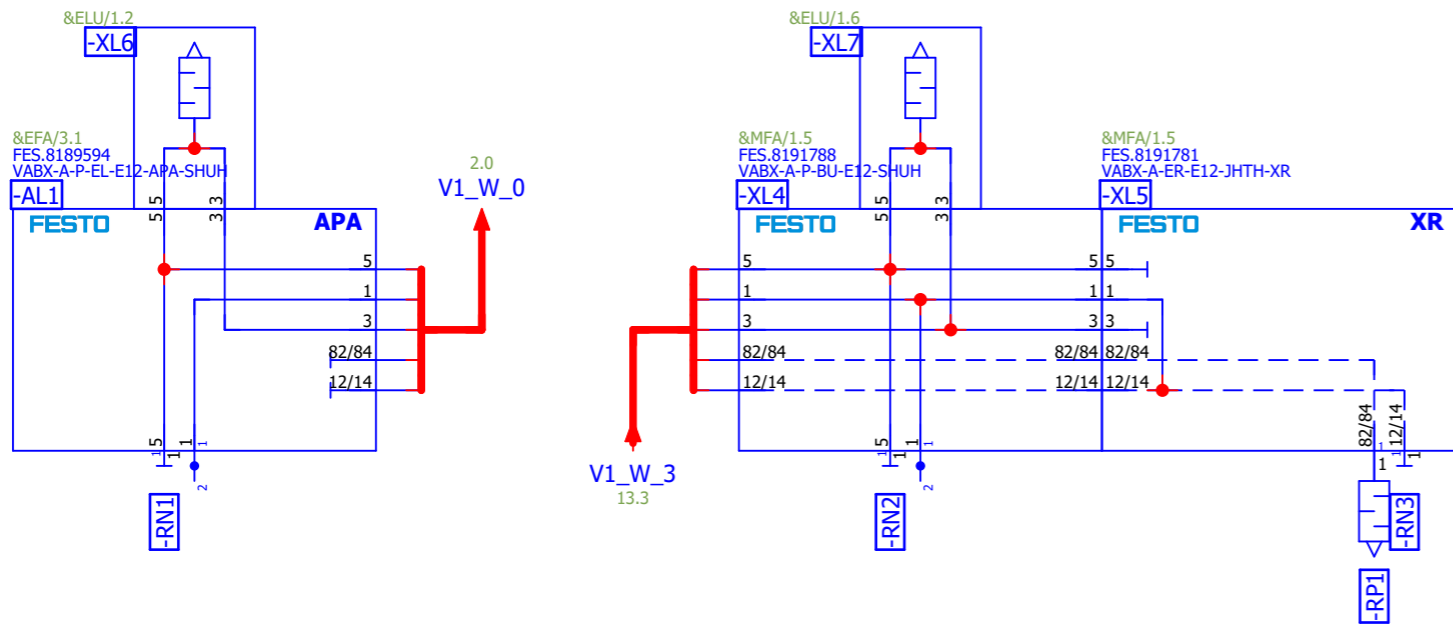 &ELU/1.2
-XL6
&EFA/3.1
FES.8189594
VABX-A-P-EL-E12-APA-SHUH
-AL1
5 3
5 3
FESTO
APA
5
1
3
82/84
12/14
5
1
1
1
1
2
-RN1
2.0
V1_W_0
V1_W_3
13.3
&ELU/1.6
-XL7
&MFA/1.5
FES.8191788
VABX-A-P-BU-E12-SHUH
-XL4
5 3
5 3
FESTO
5
1
3
82/84
12/14
5
1
3
82/84
12/14
5
1
1
1
1
2
-RN2
&MFA/1.5
FES.8191781
VABX-A-ER-E12-JHTH-XR
-XL5
FESTO
XR
5
1
3
82/84
12/14
82/84
12/14
1
1
1
1
-RN3
-RP1